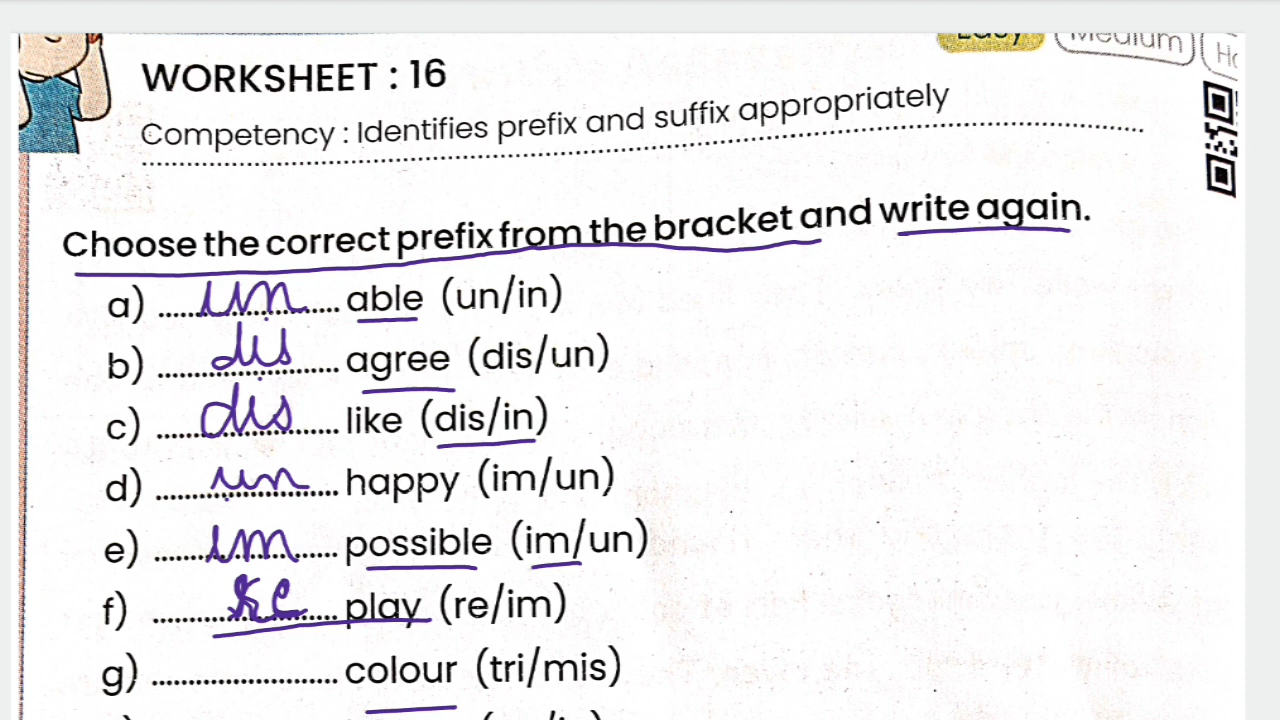 Easy Medium
WORKSHEET : 16
Competency : Identifies prefix and suffix appropriately
Choose the correct prefix from the bracket and write again.
a) un able (un/in)
b) dis agree (dis/un)
c) dis like (dis/in)
d) un happy (im/un)
e) im possible (im/un)
f) re play (re/im)
g) .......................... colour (tri/mis)